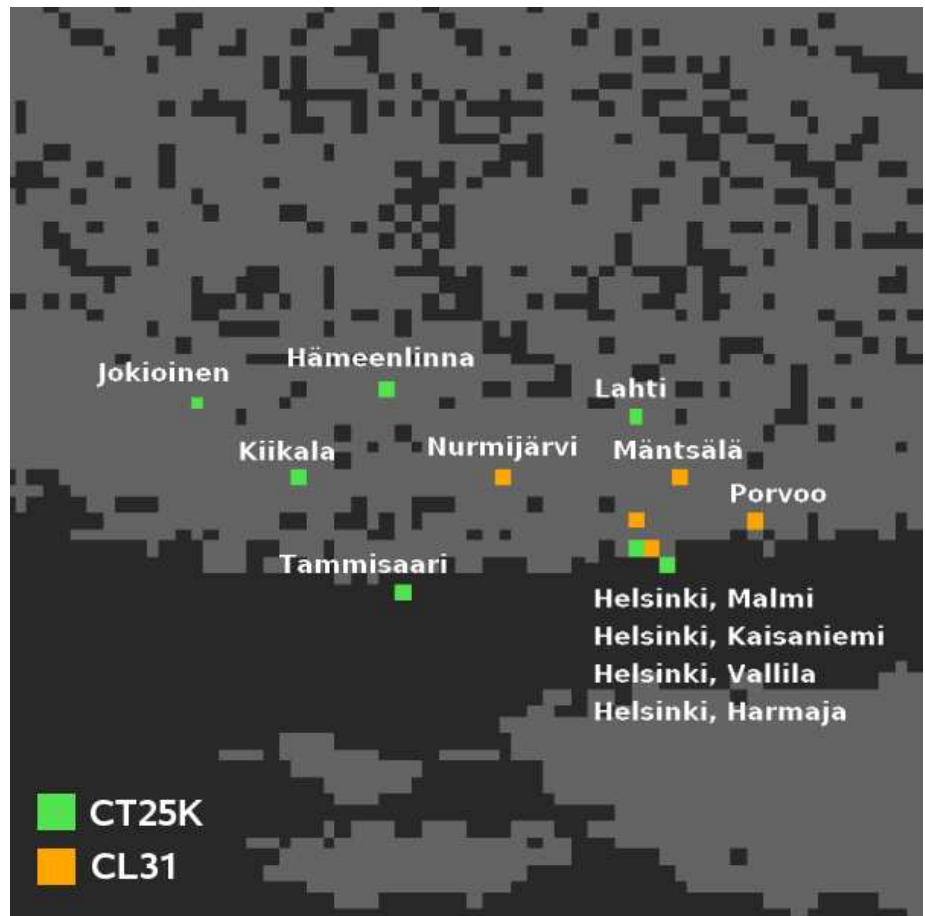 Hämeenlinna
Jokioinen
Lahti
Kiikala
Nurmijärvi
Mäntsälä
Porvoo
Tammisaari
Helsinki, Malmi
Helsinki, Kaisaniemi
Helsinki, Vallila
Helsinki, Harmaja
CT25K
CL31